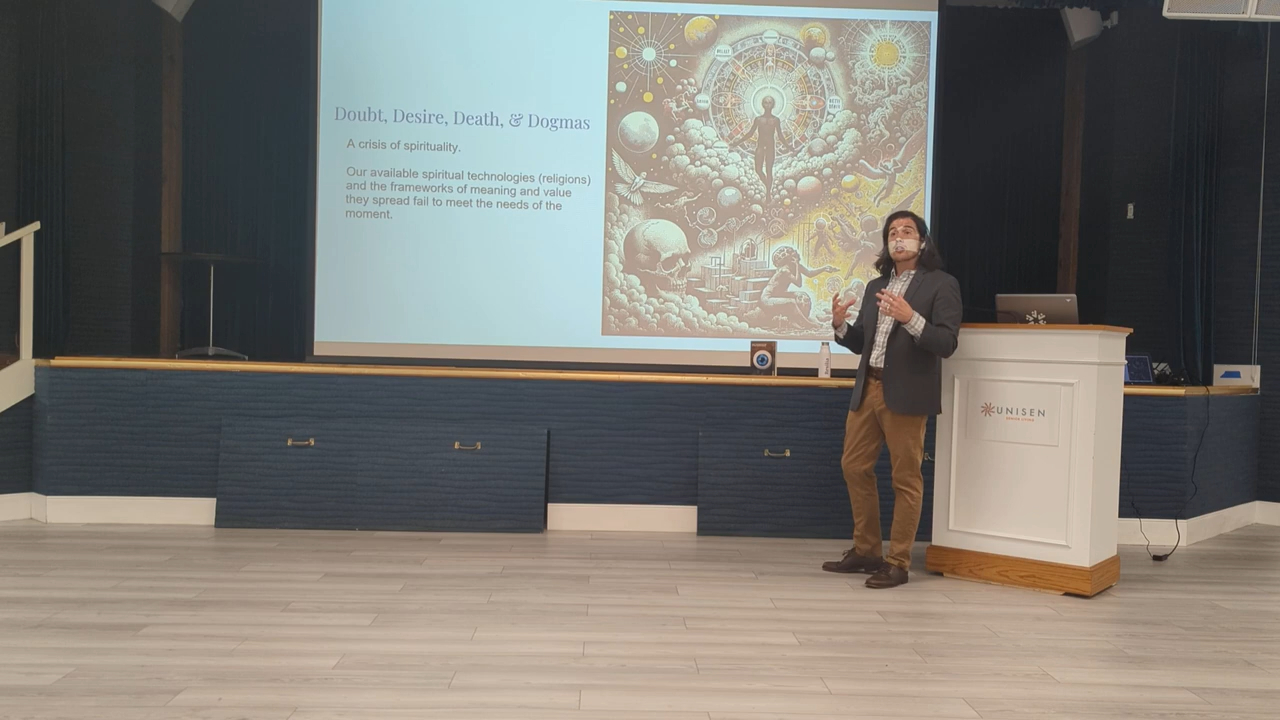 Doubt, Desire, Death, & Dogmas
A crisis of spirituality.
Our available spiritual technologies (religions)
and the frameworks of meaning and value
they spread fail to meet the needs of the
moment.
UNISEN